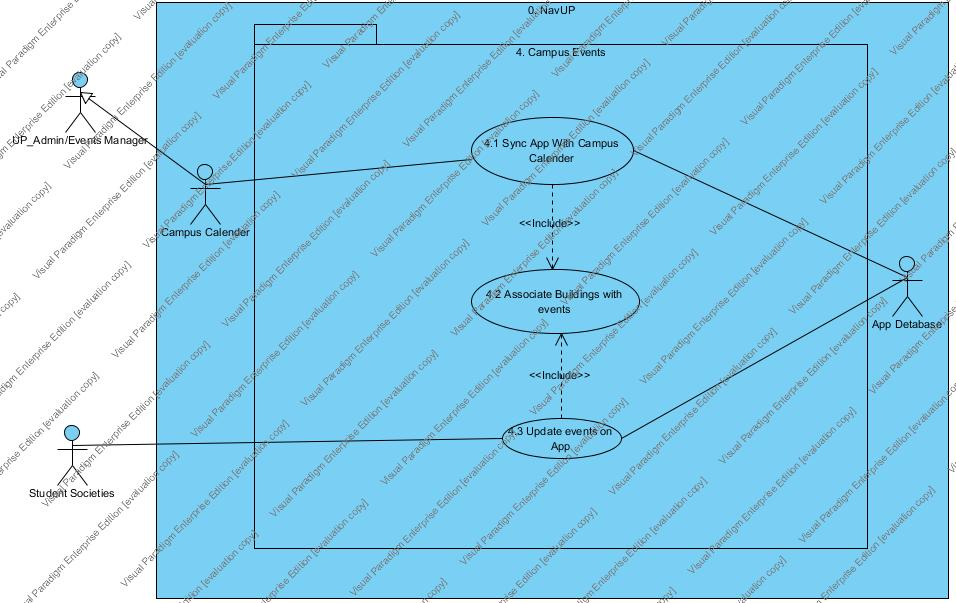 0. NavUP
4. Campus Events
UP_Admin/Events Manager
4.1 Sync App With Campus
Calender
Campus Calender
<<Include>>
4.2 Associate Buildings with
events
App Detabase
<<Include>>
4.3 Update events on
App
Student Societies
Visual Paradigm Enterprise Edition [evaluation copy]